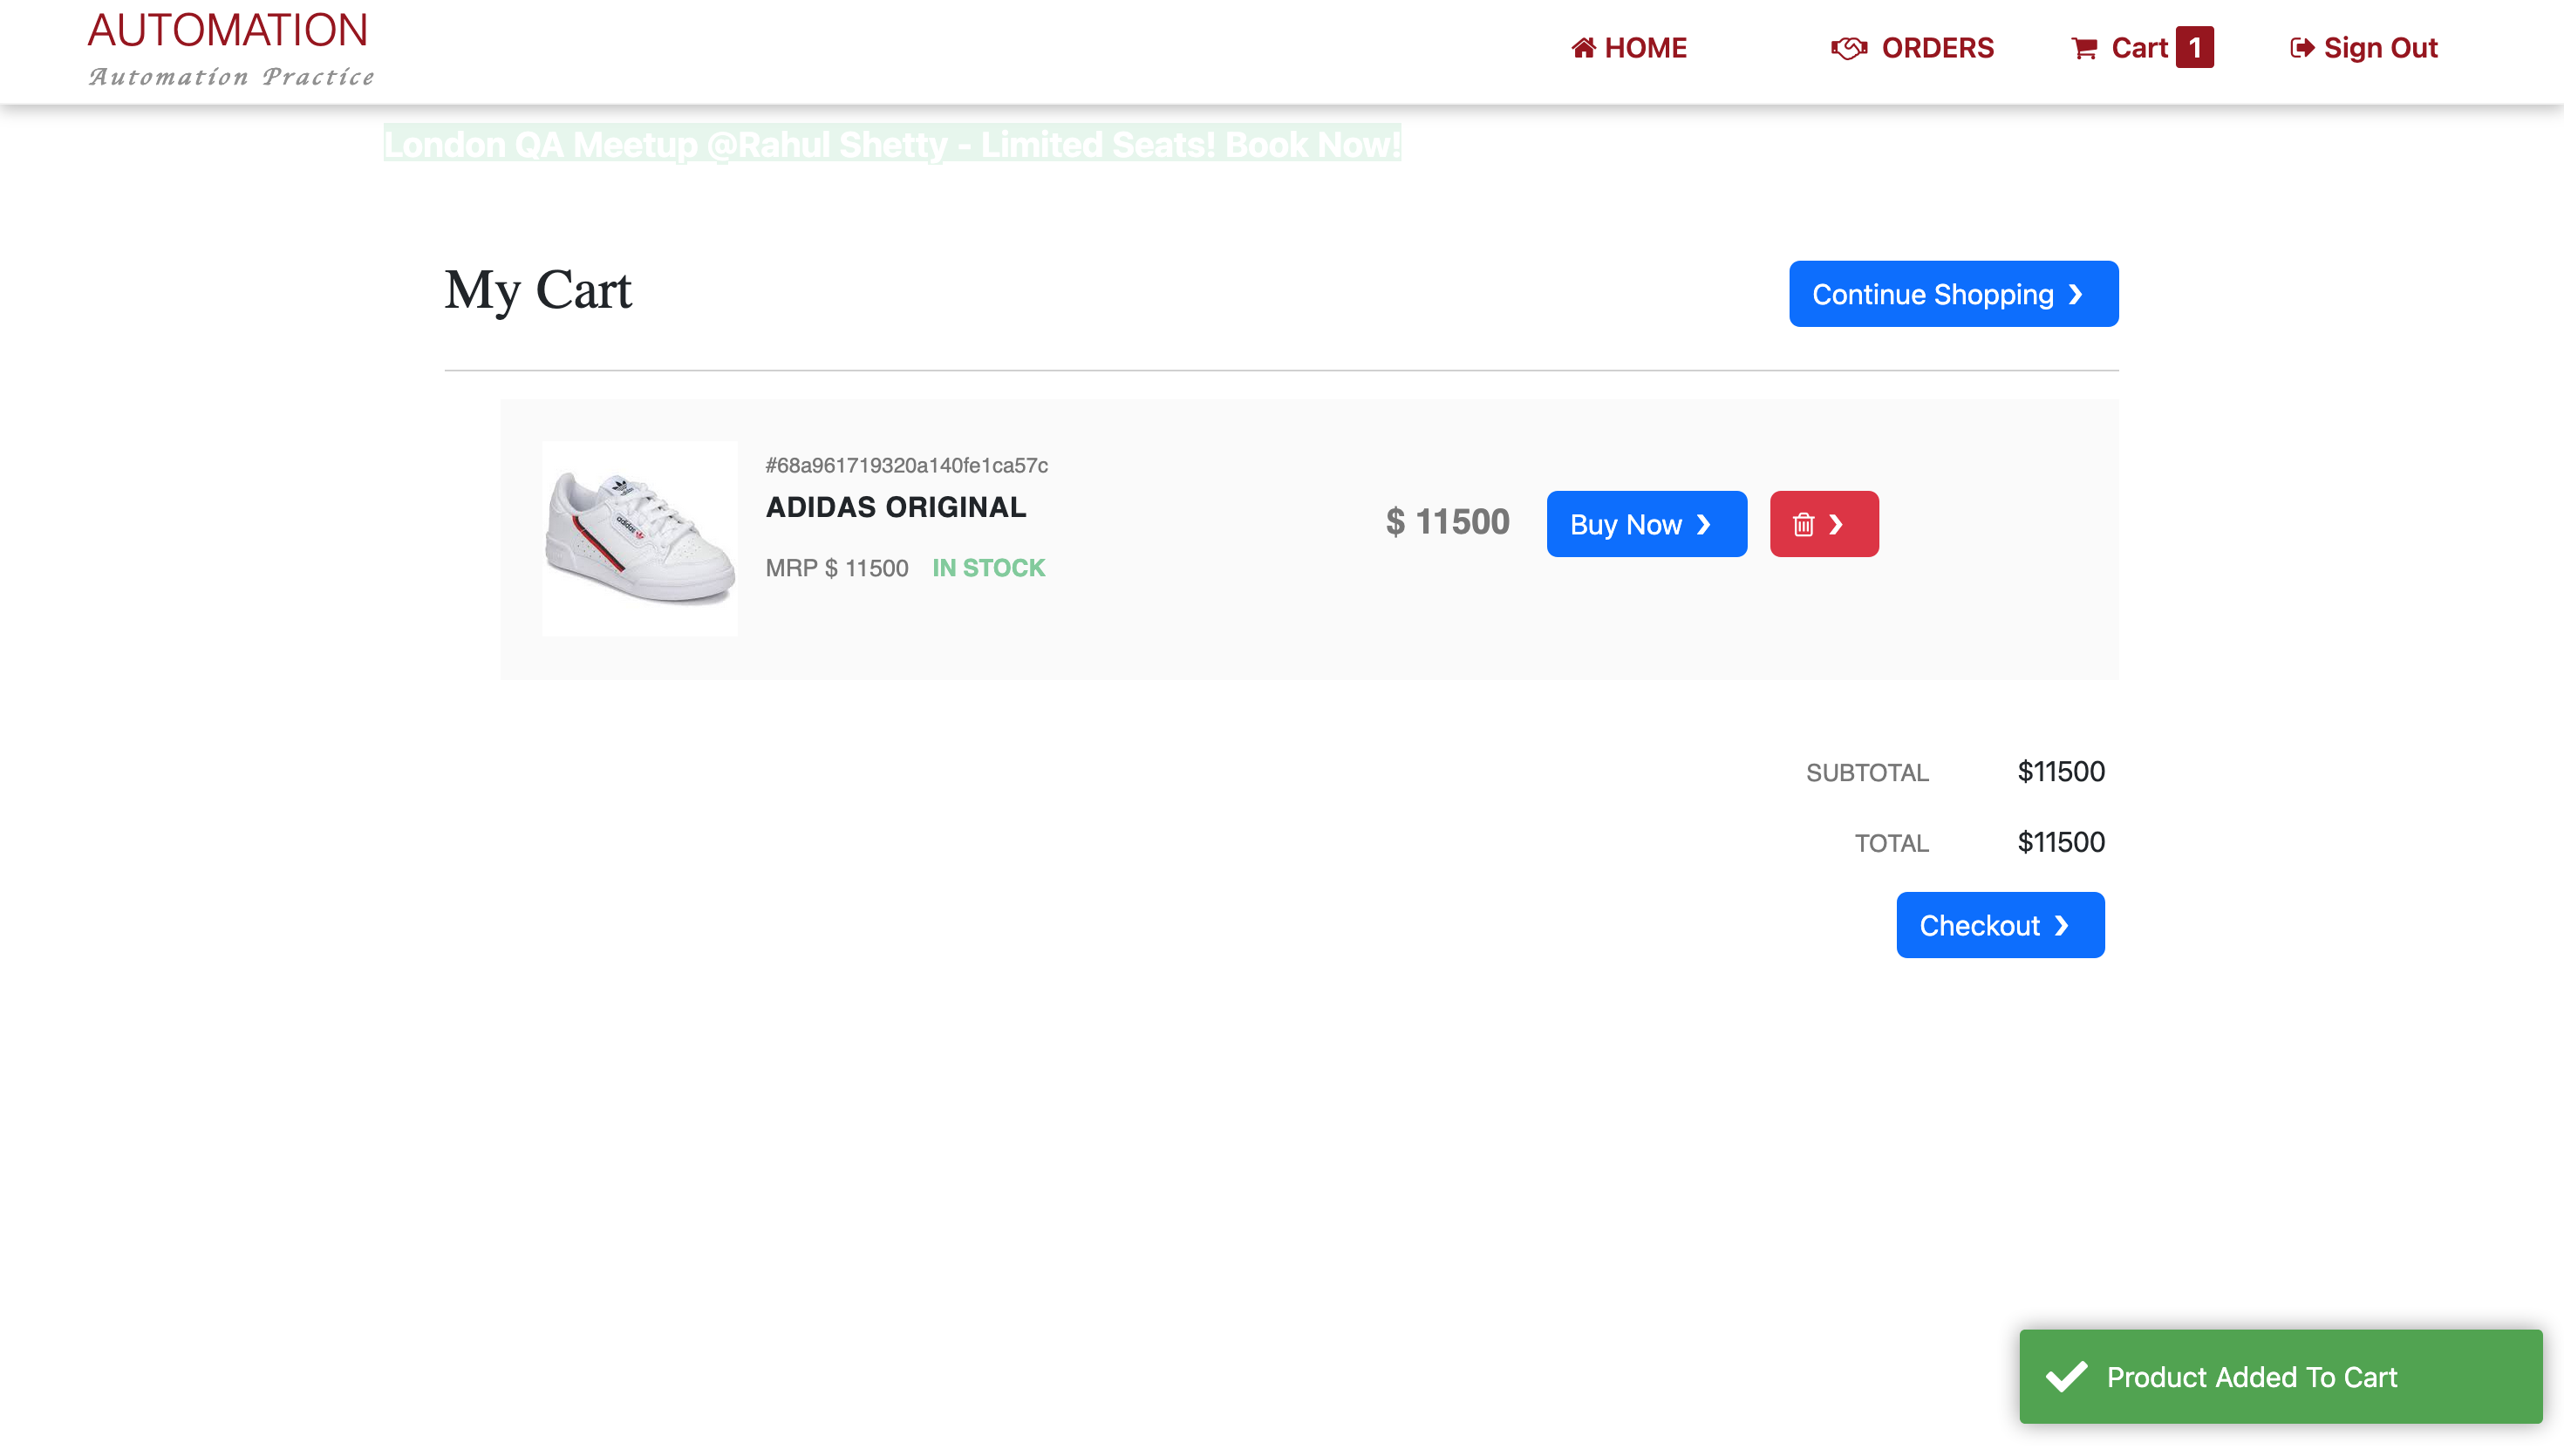 AUTOMATION
Automation Practice
HOME
ORDERS
Cart 1
Sign Out
London QA Meetup @Rahul Shetty - Limited Seats! Book Now!
My Cart
Continue Shopping ❯
#68a961719320a140fe1ca57c
ADIDAS ORIGINAL
MRP $ 11500 IN STOCK
adidas
$ 11500
Buy Now ❯
❯
SUBTOTAL $11500
TOTAL $11500
Checkout ❯
Product Added To Cart